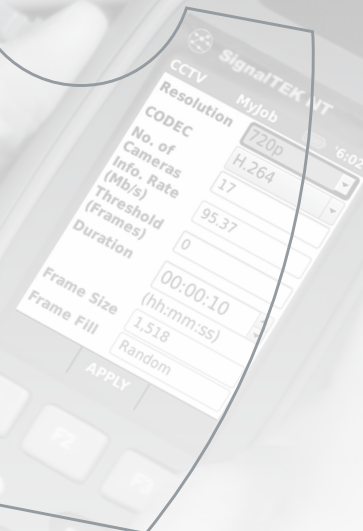 SignalTEK NT
CCTV MyJob 6:02
Resolution 720p
CODEC H.264
No. of
Cameras 17
Info. Rate
(Mb/s) 95.37
Threshold
(Frames) 0
Duration 00:00:10
(hh:mm:ss)
Frame Size 1,518
Frame Fill Random
APPLY
F2
F3